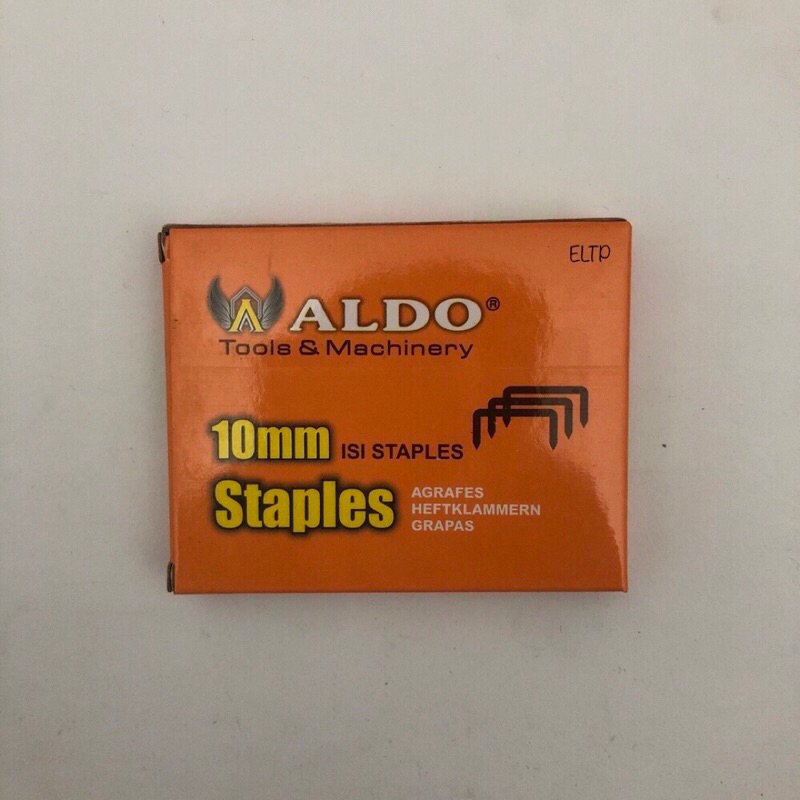 ELTP
ALDO®
Tools & Machinery
10mm ISI STAPLES
Staples
AGRAFES
HEFTKLAMMERN
GRAPAS